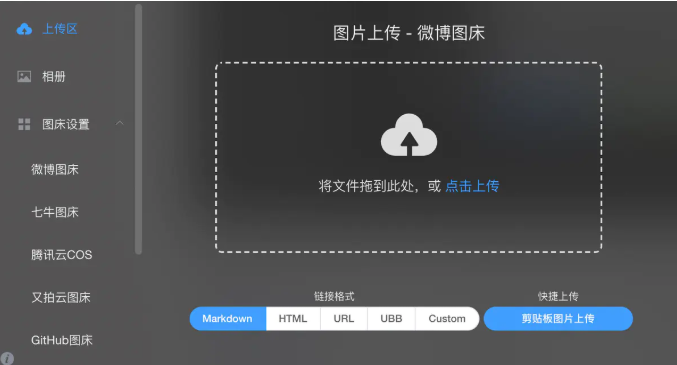 上传区
相册
图床设置
微博图床
七牛图床
腾讯云COS
又拍云图床
GitHub图床
图片上传 - 微博图床
将文件拖到此处，或 点击上传
链接格式
Markdown HTML URL UBB Custom
快捷上传
剪贴板图片上传